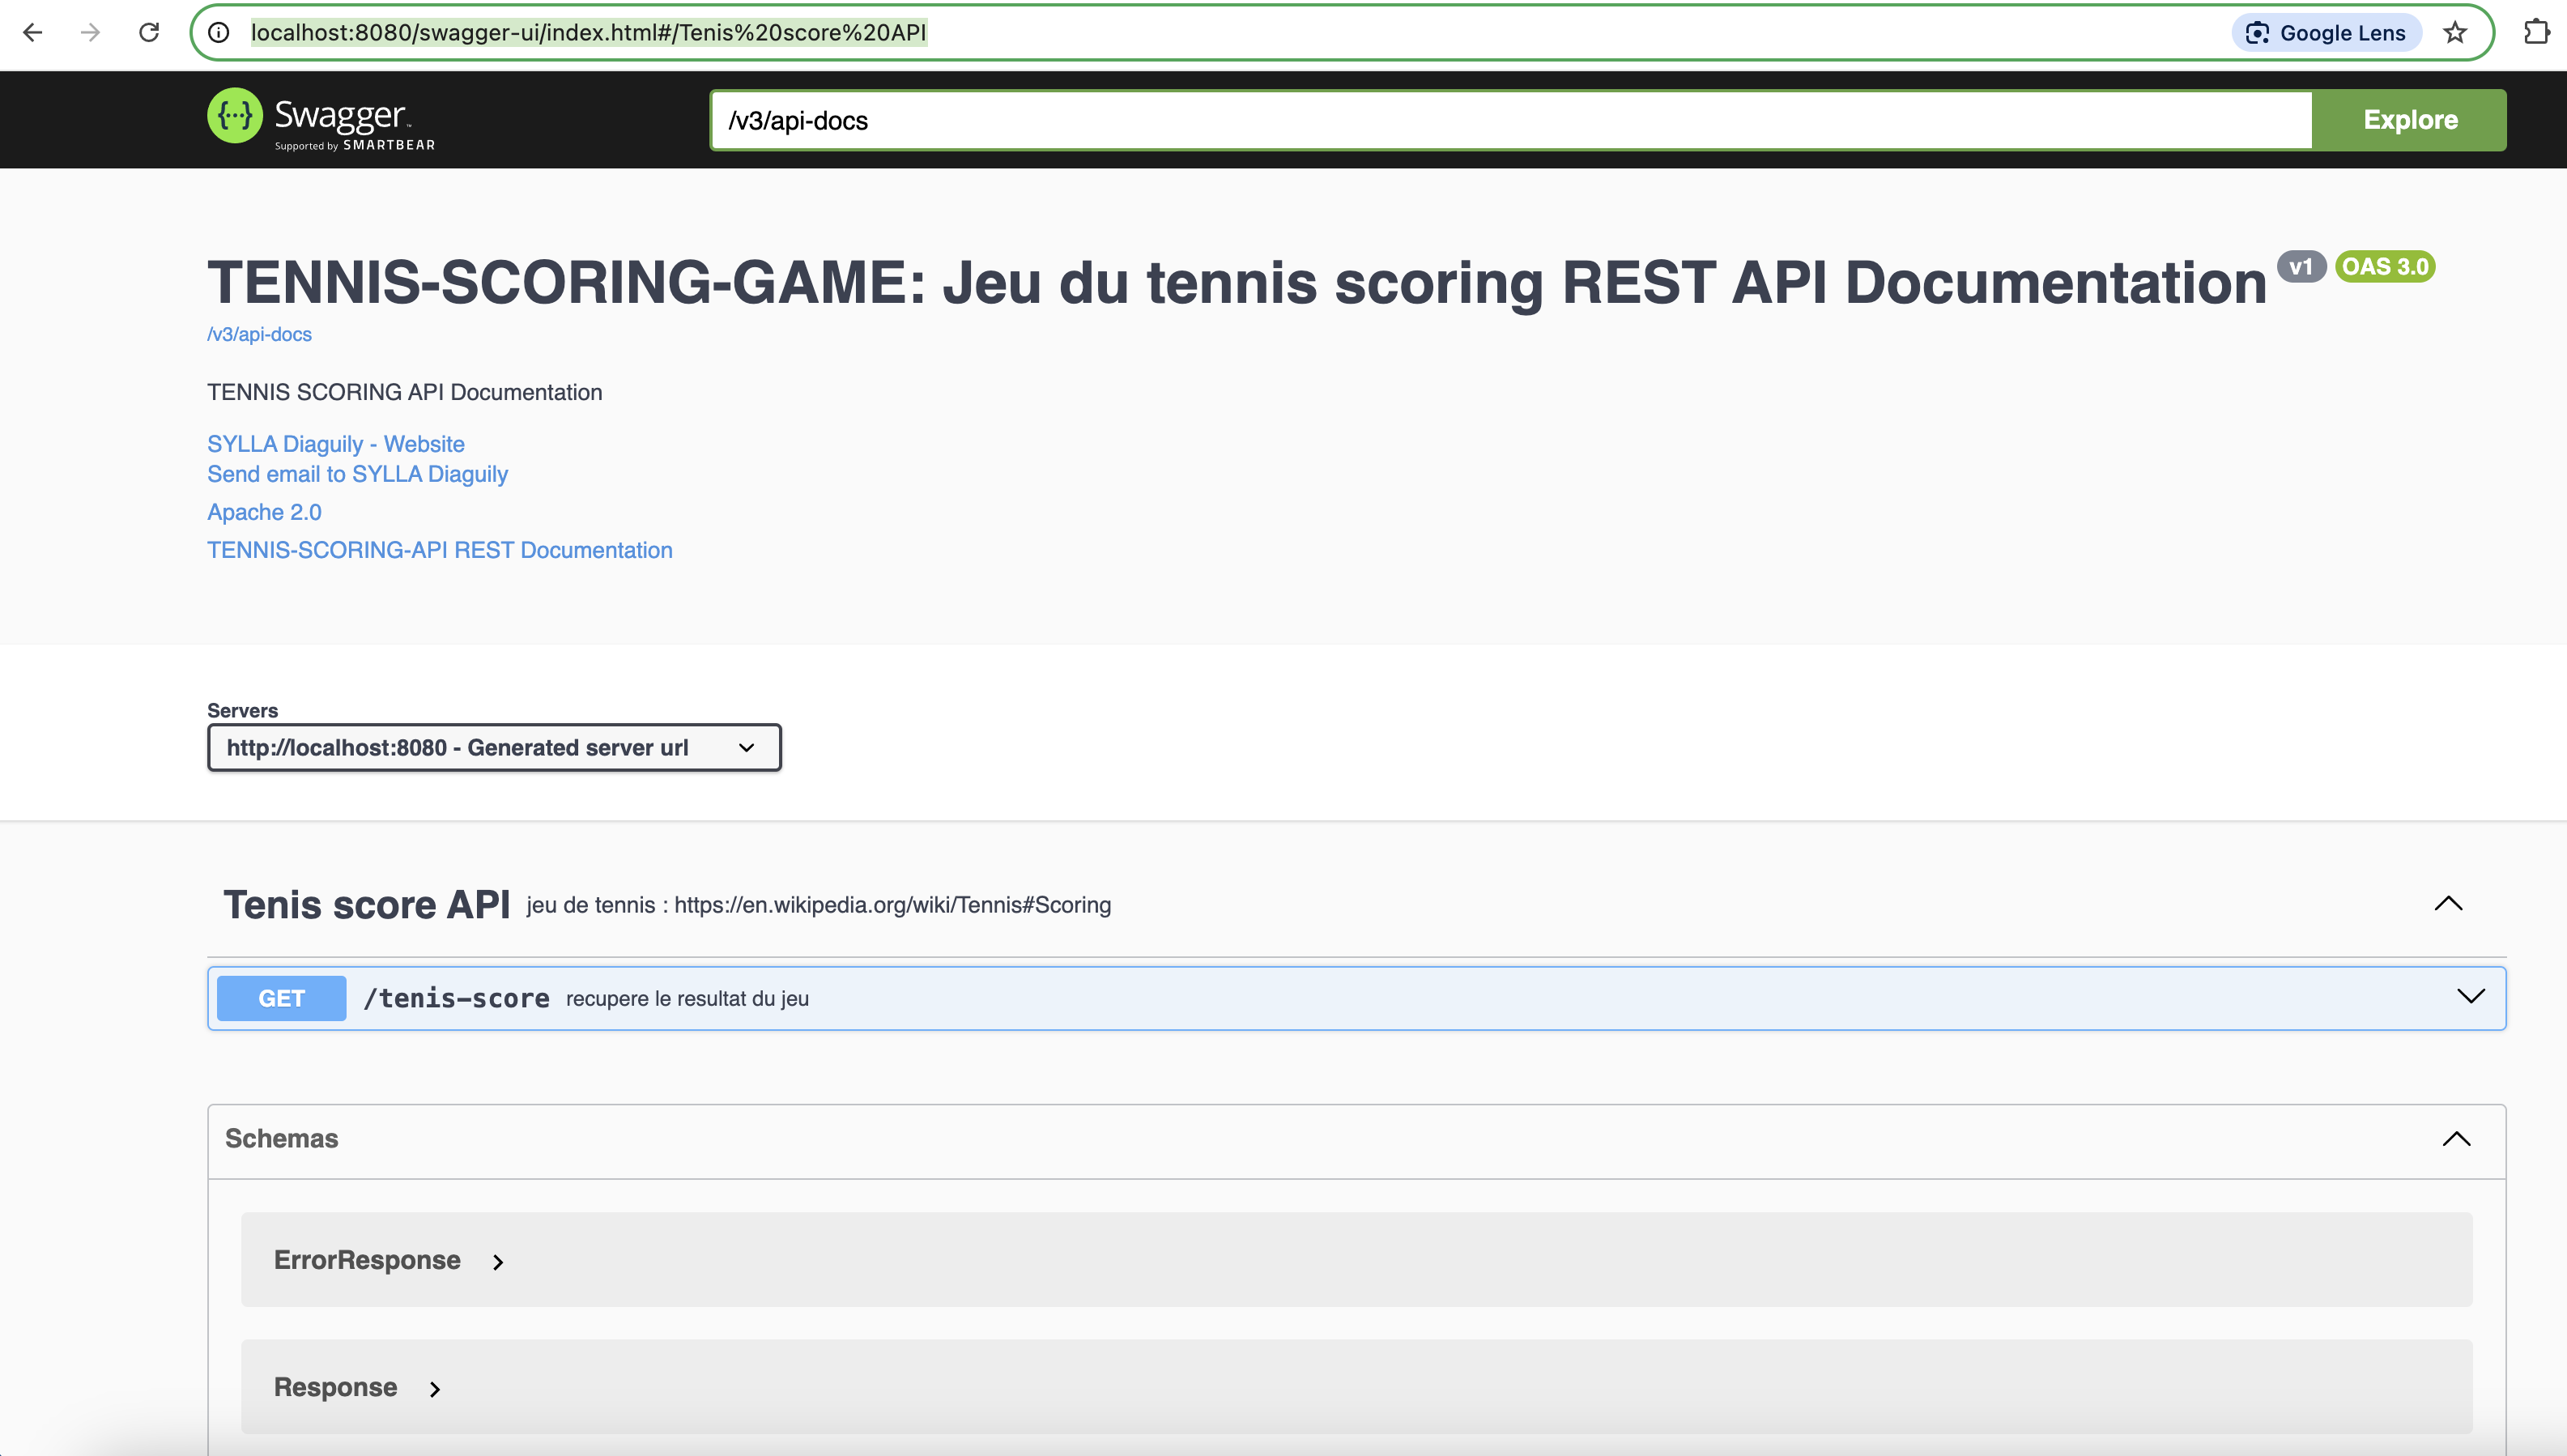 localhost:8080/swagger-ui/index.html#/Tenis%20score%20API
Google Lens
{···} Swagger™
Supported by SMARTBEAR
/v3/api-docs
Explore
TENNIS-SCORING-GAME: Jeu du tennis scoring REST API Documentation v1 OAS 3.0
/v3/api-docs
TENNIS SCORING API Documentation
SYLLA Diaguily - Website
Send email to SYLLA Diaguily
Apache 2.0
TENNIS-SCORING-API REST Documentation
Servers
http://localhost:8080 - Generated server url
Tenis score API jeu de tennis : https://en.wikipedia.org/wiki/Tennis#Scoring
GET /tenis-score recupere le resultat du jeu
Schemas
ErrorResponse
Response